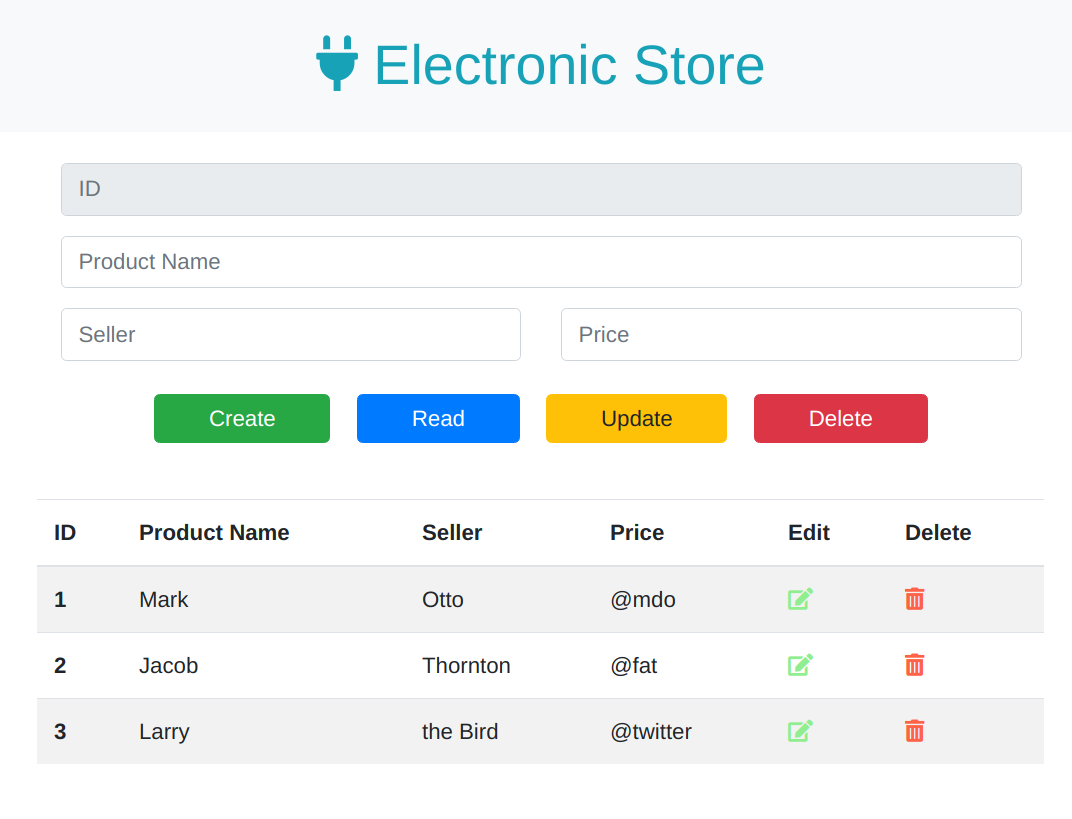 Electronic Store
ID
Product Name
Seller Price
Create Read Update Delete
ID Product Name Seller Price Edit Delete
1 Mark Otto @mdo
2 Jacob Thornton @fat
3 Larry the Bird @twitter